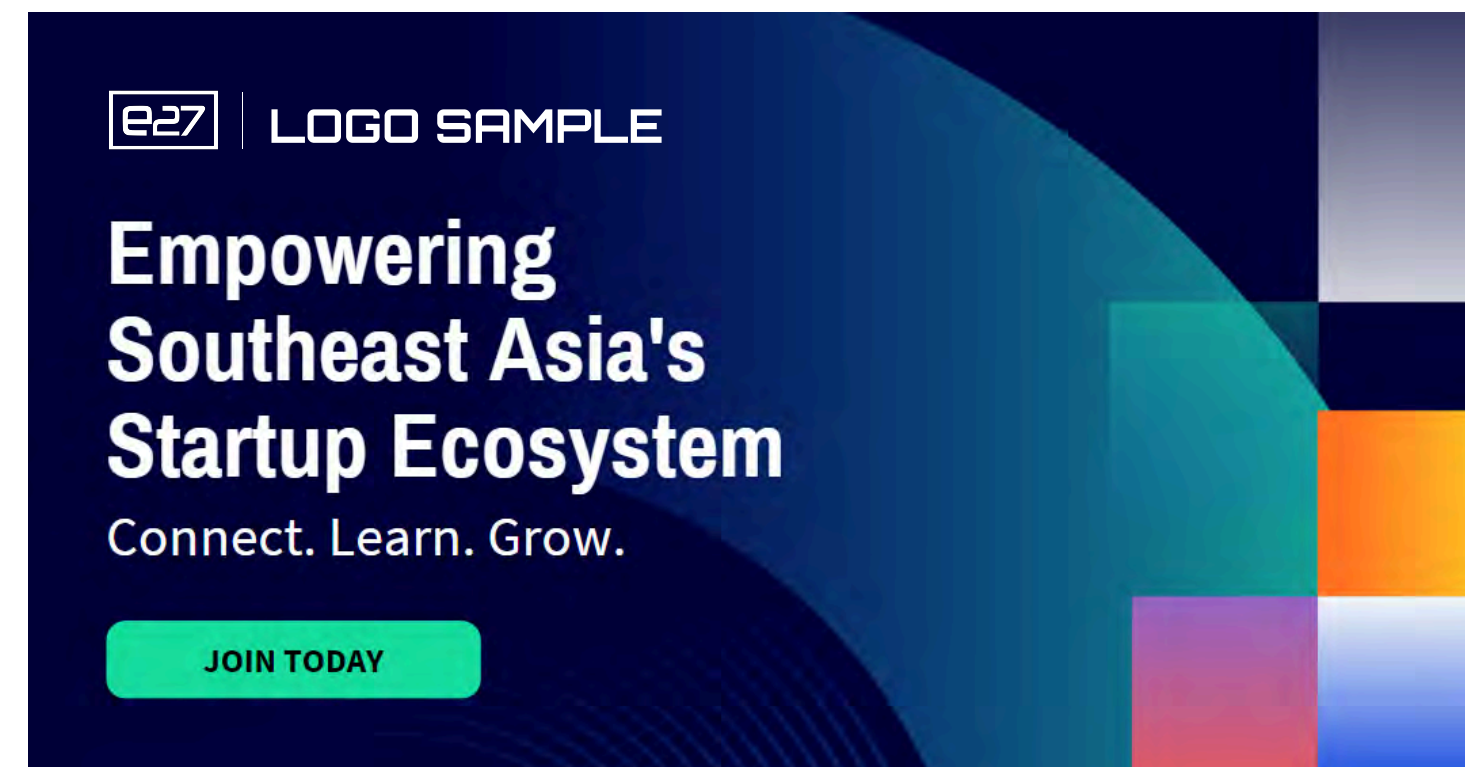 e27 LOGO SAMPLE
Empowering
Southeast Asia's
Startup Ecosystem
Connect. Learn. Grow.
JOIN TODAY